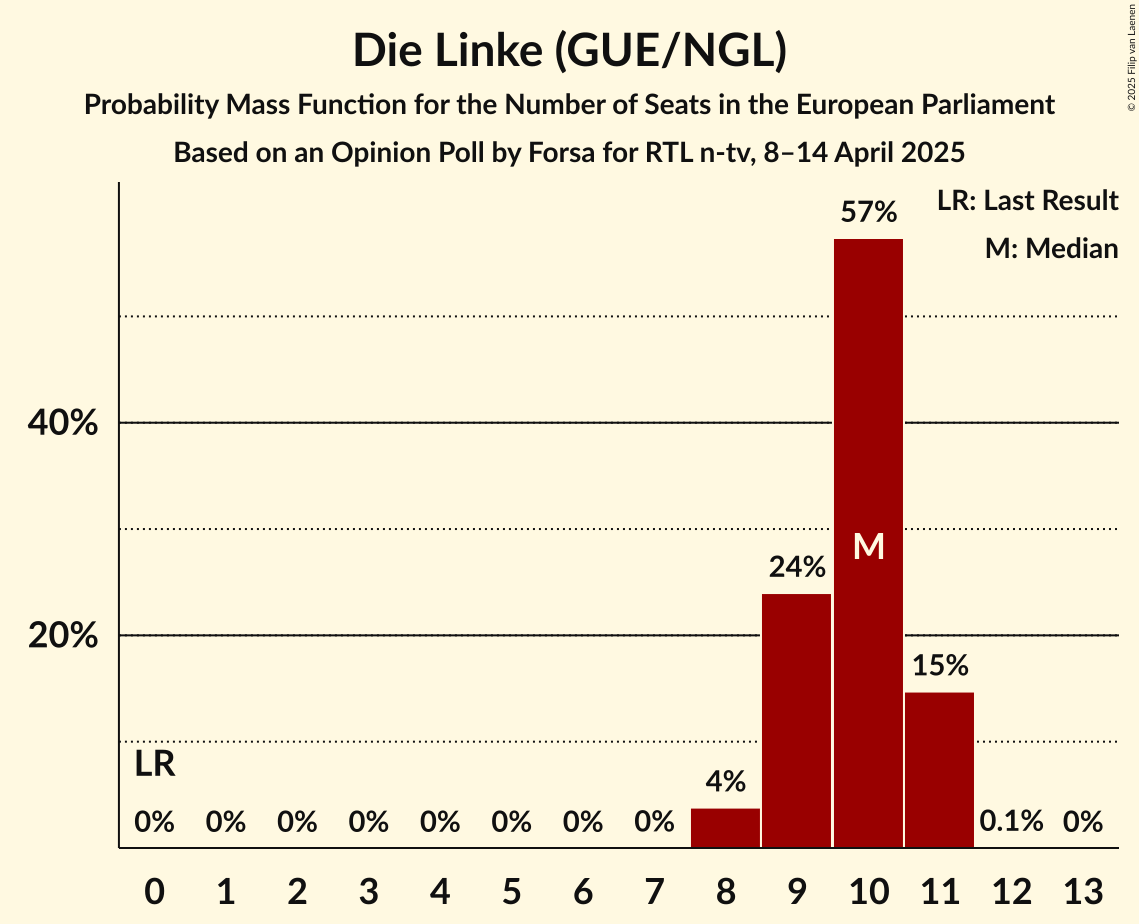 Die Linke (GUE/NGL)
Probability Mass Function for the Number of Seats in the European Parliament
Based on an Opinion Poll by Forsa for RTL n-tv, 8–14 April 2025
© 2025 Filip van Laenen
LR: Last Result
M: Median
57%
40%
M
24%
20%
15%
LR
4%
0% 0% 0% 0% 0% 0% 0% 0% 0.1% 0%
0 1 2 3 4 5 6 7 8 9 10 11 12 13